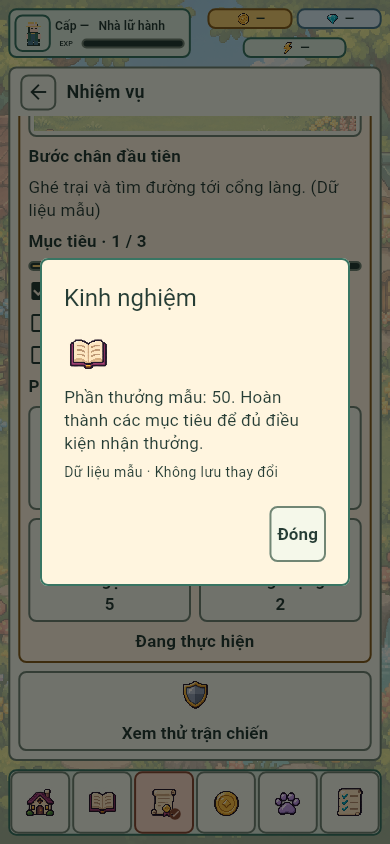 Cấp — Nhà lữ hành
EXP
—
—
—
Nhiệm vụ
Bước chân đầu tiên
Ghé trại và tìm đường tới cổng làng. (Dữ
liệu mẫu)
Mục tiêu · 1 / 3
Kinh nghiệm
Phần thưởng mẫu: 50. Hoàn
thành các mục tiêu để đủ điều
kiện nhận thưởng.
Dữ liệu mẫu · Không lưu thay đổi
Đóng
5
2
Đang thực hiện
Xem thử trận chiến